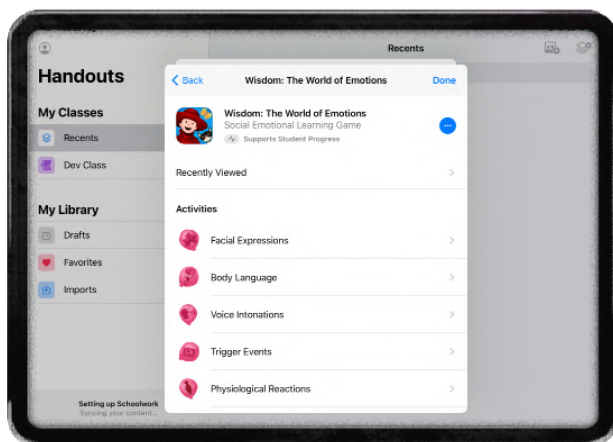 Recents
Handouts
My Classes
Recents
Dev Class
My Library
Drafts
Favorites
Imports
Setting up Schoolwork
Syncing your content...
Back
Wisdom: The World of Emotions
Done
Wisdom: The World of Emotions
Social Emotional Learning Game
Supports Student Progress
Recently Viewed
Activities
Facial Expressions
Body Language
Voice Intonations
Trigger Events
Physiological Reactions